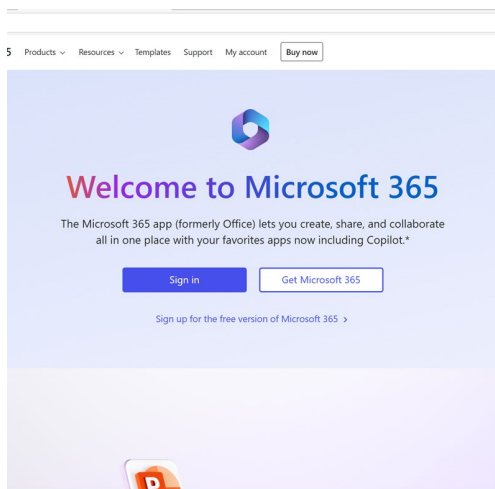 5 Products Resources Templates Support My account Buy now
Welcome to Microsoft 365
The Microsoft 365 app (formerly Office) lets you create, share, and collaborate
all in one place with your favorites apps now including Copilot.*
Sign in Get Microsoft 365
Sign up for the free version of Microsoft 365 >
P